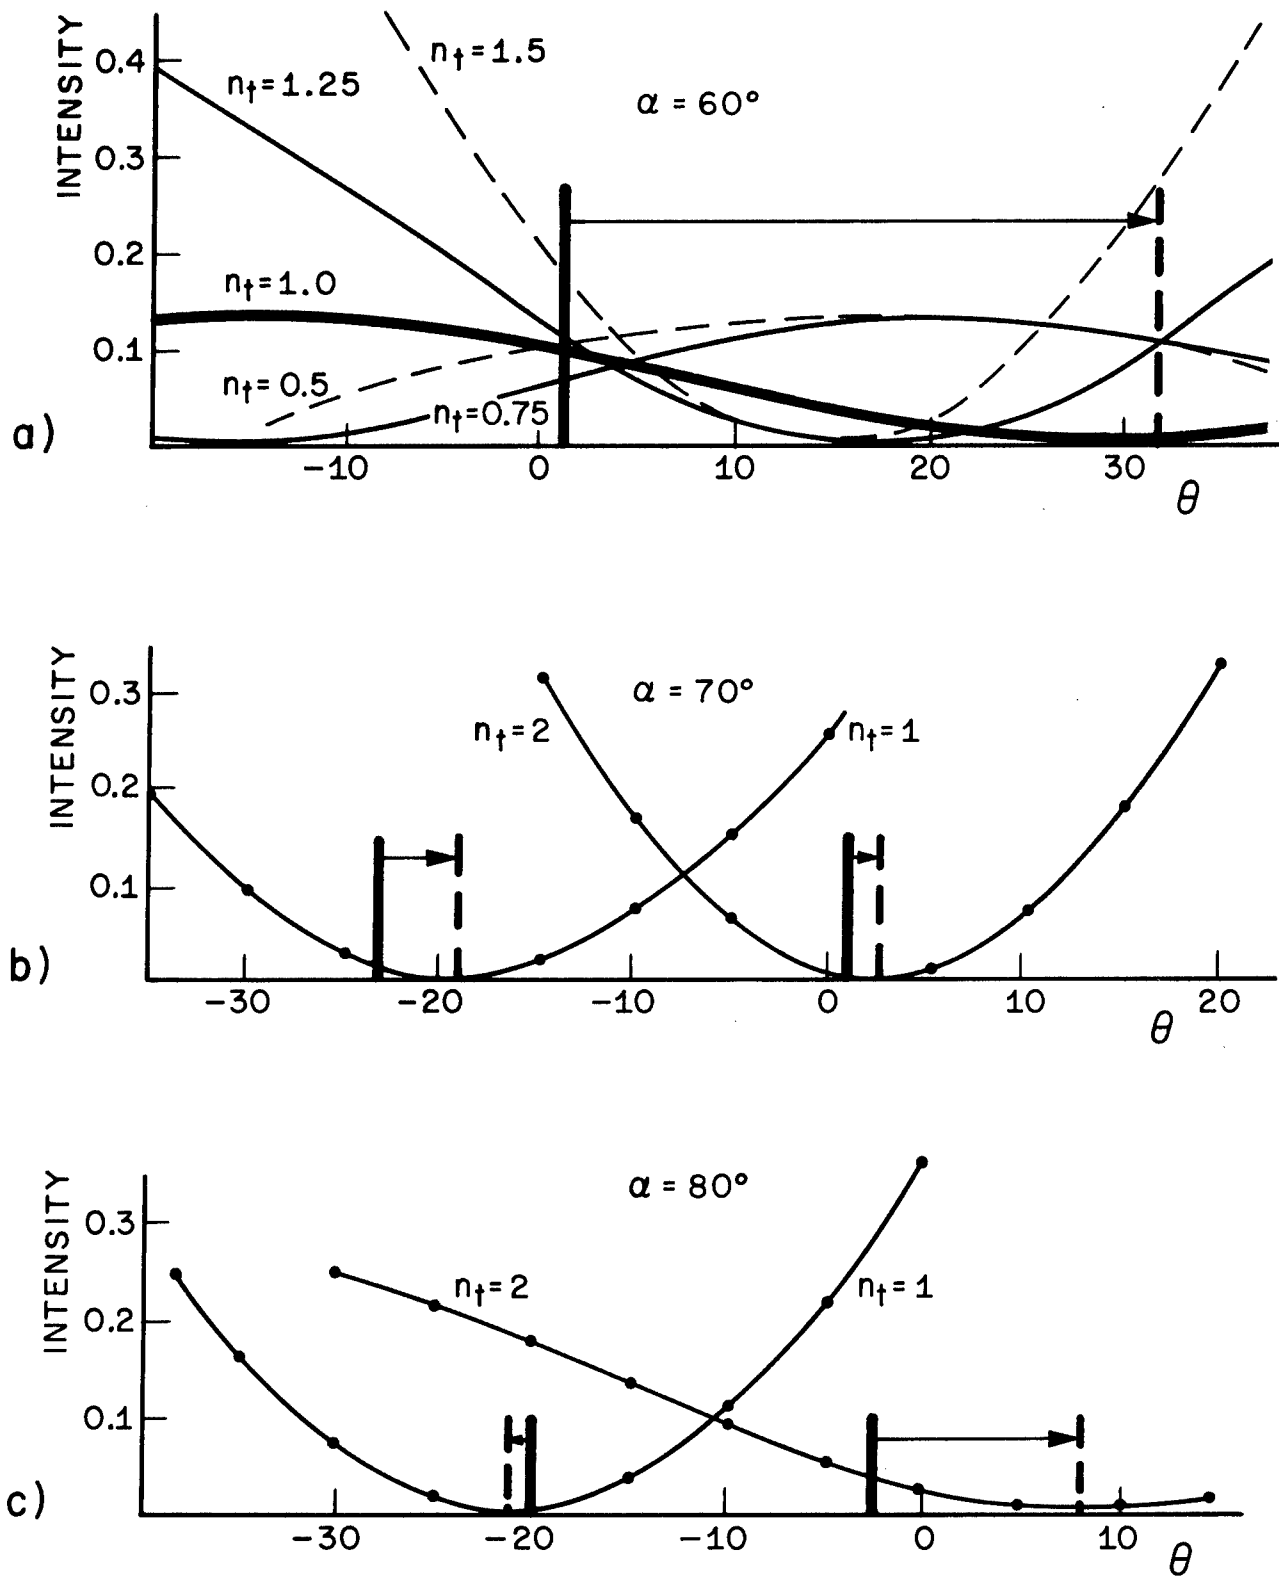 a)
INTENSITY
0.4
0.3
0.2
0.1
nt=1.5
nt=1.25
α = 60°
nt=1.0
nt=0.5
nt=0.75
−10 0 10 20 30
θ
b)
INTENSITY
0.3
0.2
0.1
α = 70°
nt=2
nt=1
−30 −20 −10 0 10 20
θ
c)
INTENSITY
0.3
0.2
0.1
α = 80°
nt=2
nt=1
−30 −20 −10 0 10
θ